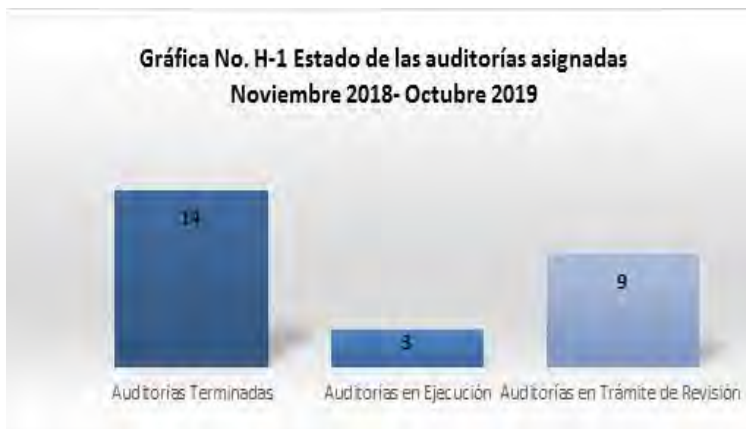 Gráfica No. H-1 Estado de las auditorías asignadas
Noviembre 2018- Octubre 2019
14
3
9
Auditorías Terminadas
Auditorías en Ejecución
Auditorías en Trámite de Revisión